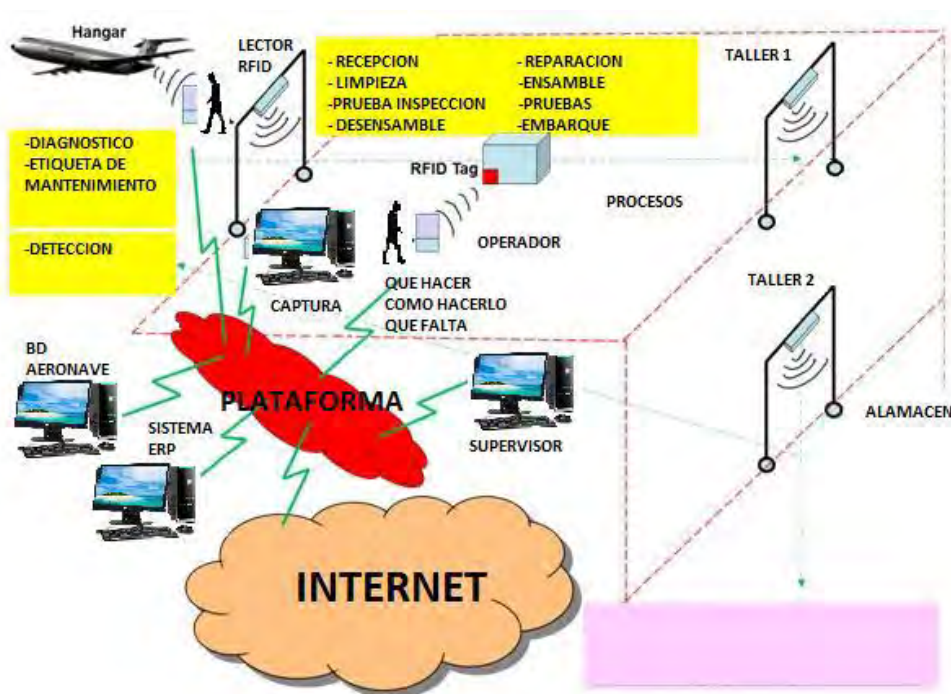 Hangar
LECTOR
RFID
- RECEPCION
- LIMPIEZA
-PRUEBA INSPECCION
- DESENSAMBLE
- REPARACION
-ENSAMBLE
-PRUEBAS
-EMBARQUE
TALLER 1
-DIAGNOSTICO
-ETIQUETA DE
MANTENIMIENTO
-DETECCION
RFID Tag
PROCESOS
OPERADOR
CAPTURA
QUE HACER
COMO HACERLO
QUE FALTA
TALLER 2
BD
AERONAVE
PLATAFORMA
SISTEMA
ERP
SUPERVISOR
ALAMACEN
INTERNET